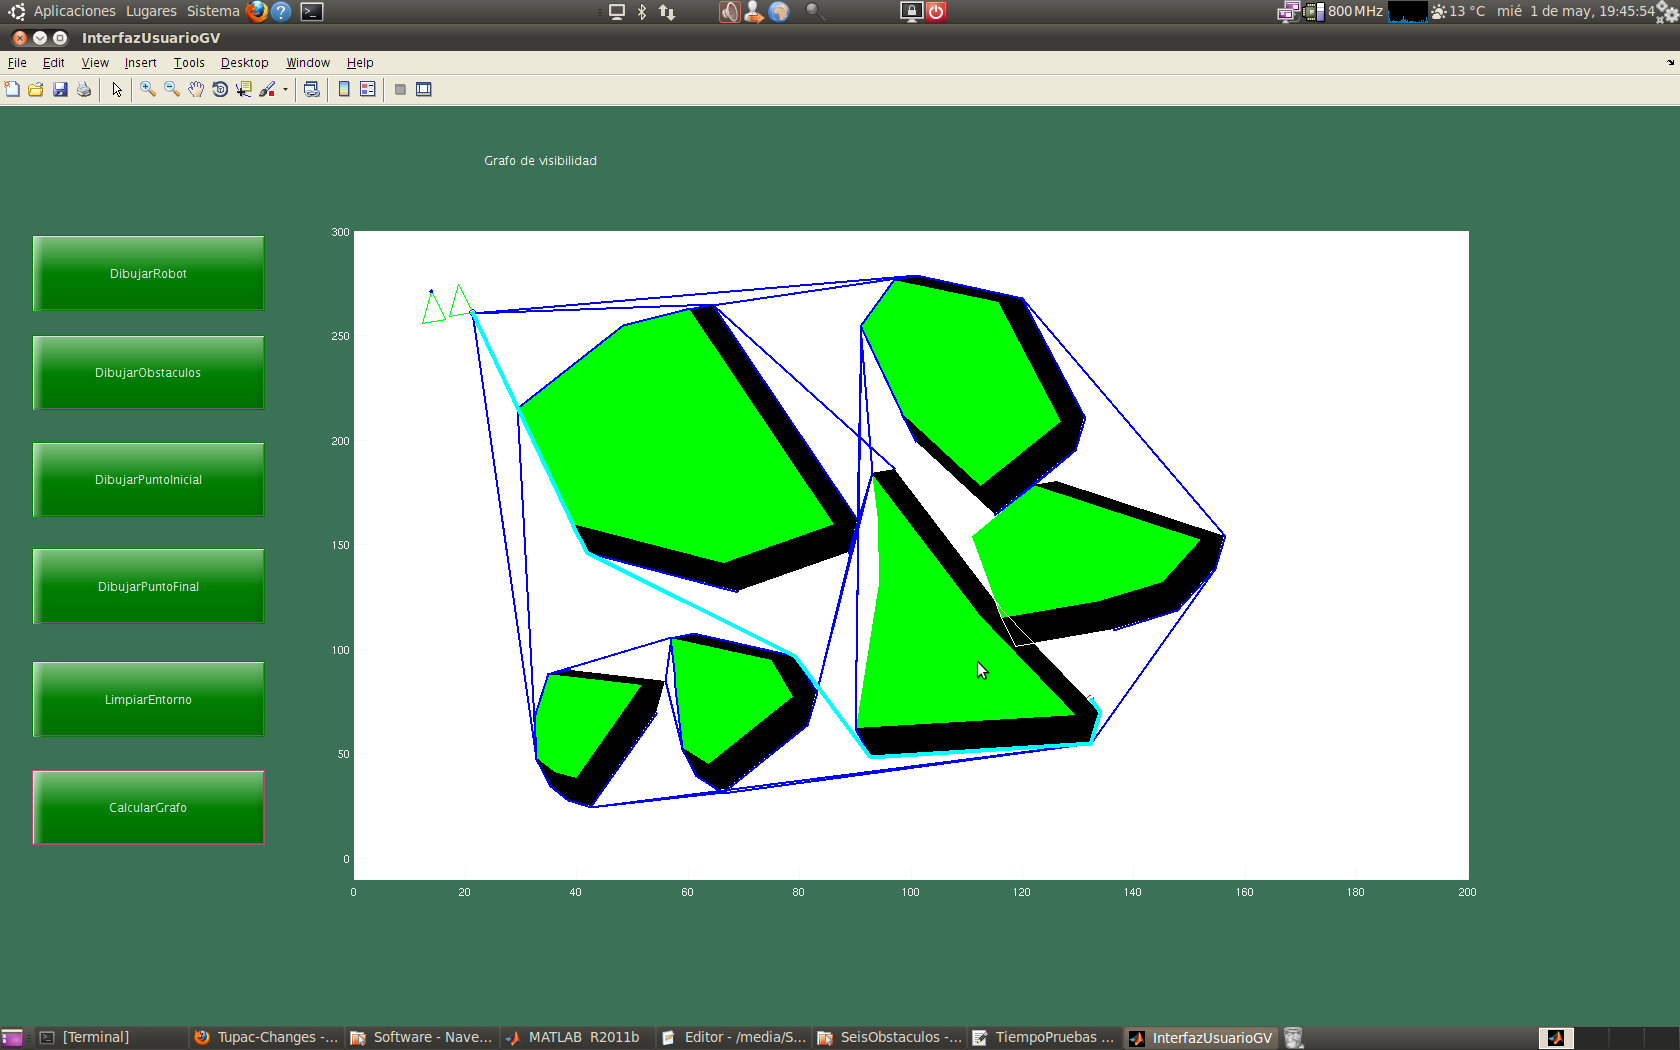 Aplicaciones Lugares Sistema 800 MHz 13 °C mié 1 de may, 19:45:54
InterfazUsuarioGV
File Edit View Insert Tools Desktop Window Help
Grafo de visibilidad
DibujarRobot
DibujarObstaculos
DibujarPuntoInicial
DibujarPuntoFinal
LimpiarEntorno
CalcularGrafo
300
250
200
150
100
50
0
0 20 40 60 80 100 120 140 160 180 200
[Terminal] Tupac-Changes -... Software - Nave... MATLAB R2011b Editor - /media/S... SeisObstaculos -... TiempoPruebas ... InterfazUsuarioGV